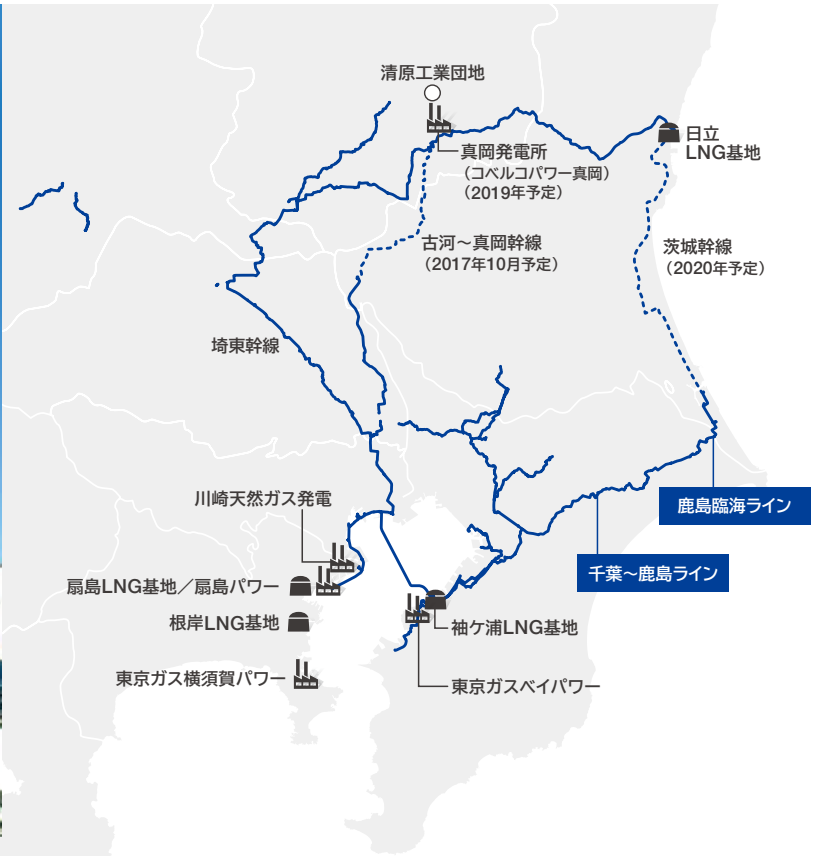 清原工業団地
日立
LNG基地
真岡発電所
（コベルコパワー真岡）
（2019年予定）
古河～真岡幹線
（2017年10月予定）
茨城幹線
（2020年予定）
埼東幹線
川崎天然ガス発電
鹿島臨海ライン
千葉～鹿島ライン
扇島LNG基地／扇島パワー
根岸LNG基地
袖ケ浦LNG基地
東京ガス横須賀パワー
東京ガスベイパワー